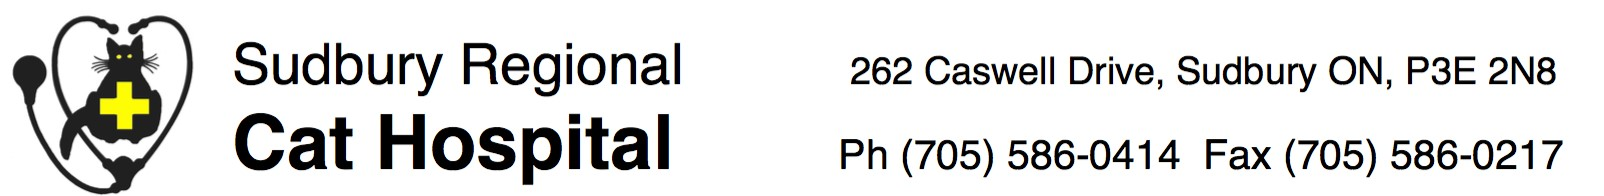 Sudbury Regional
Cat Hospital
262 Caswell Drive, Sudbury ON, P3E 2N8
Ph (705) 586-0414  Fax (705) 586-0217